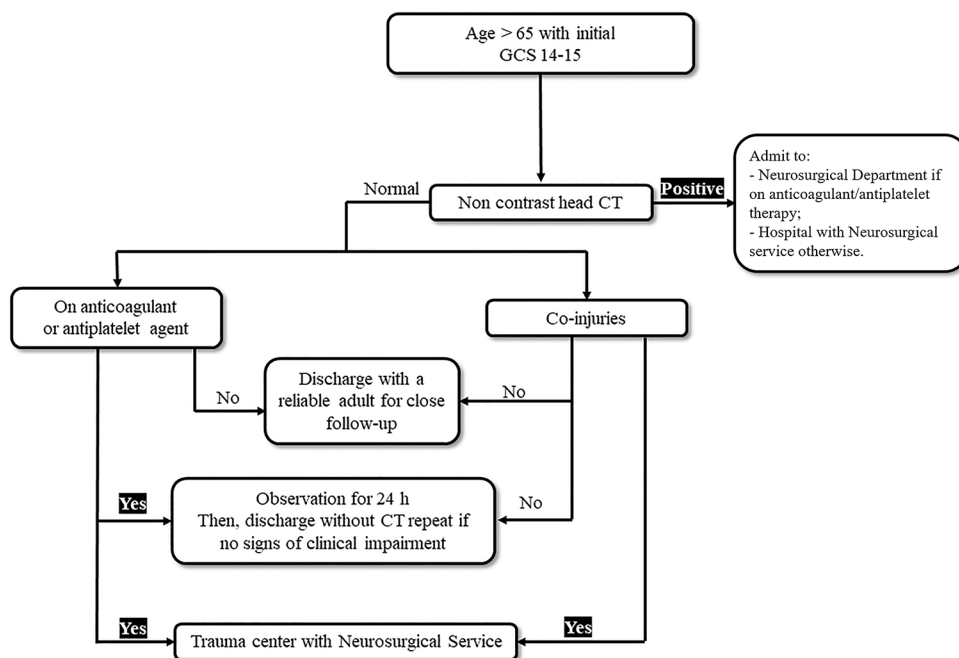 Age > 65 with initial
GCS 14-15
Normal
Non contrast head CT
Positive
Admit to:
- Neurosurgical Department if
on anticoagulant/antiplatelet
therapy;
- Hospital with Neurosurgical
service otherwise.
On anticoagulant
or antiplatelet agent
Co-injuries
No
Discharge with a
reliable adult for close
follow-up
No
Yes
Observation for 24 h
Then, discharge without CT repeat if
no signs of clinical impairment
No
Yes
Trauma center with Neurosurgical Service
Yes